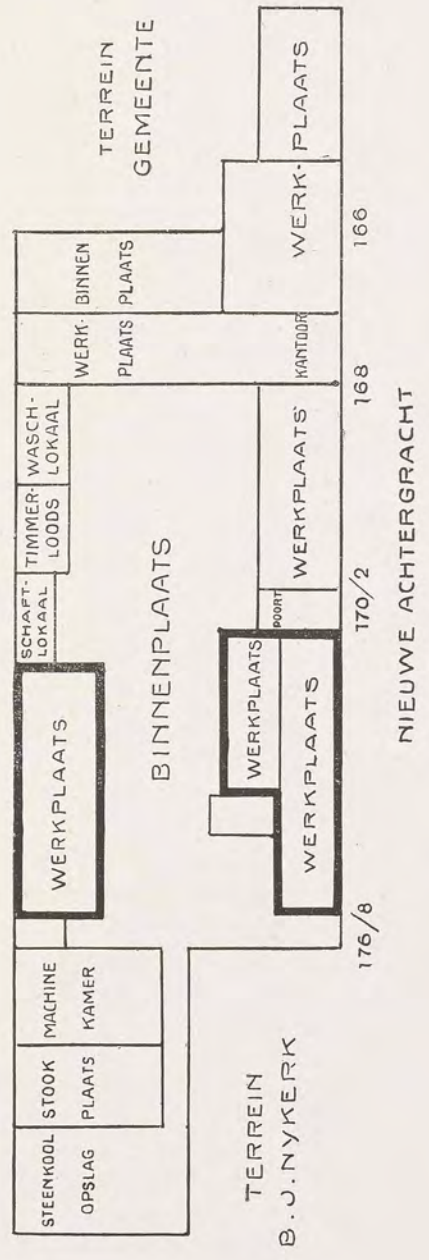 STEENKOOL
OPSLAG
STOOK
PLAATS
MACHINE
KAMER
WERKPLAATS
SCHAFT-
LOKAAL
TIMMER-
LOODS
WASCH-
LOKAAL
WERK-
PLAATS
BINNEN
PLAATS
TERREIN
GEMEENTE
BINNENPLAATS
TERREIN
B.J. NYKERK
WERKPLAATS
WERKPLAATS
POORT
WERKPLAATS
KANTOOR
WERK-PLAATS
176/8
170/2
168
166
NIEUWE ACHTERGRACHT